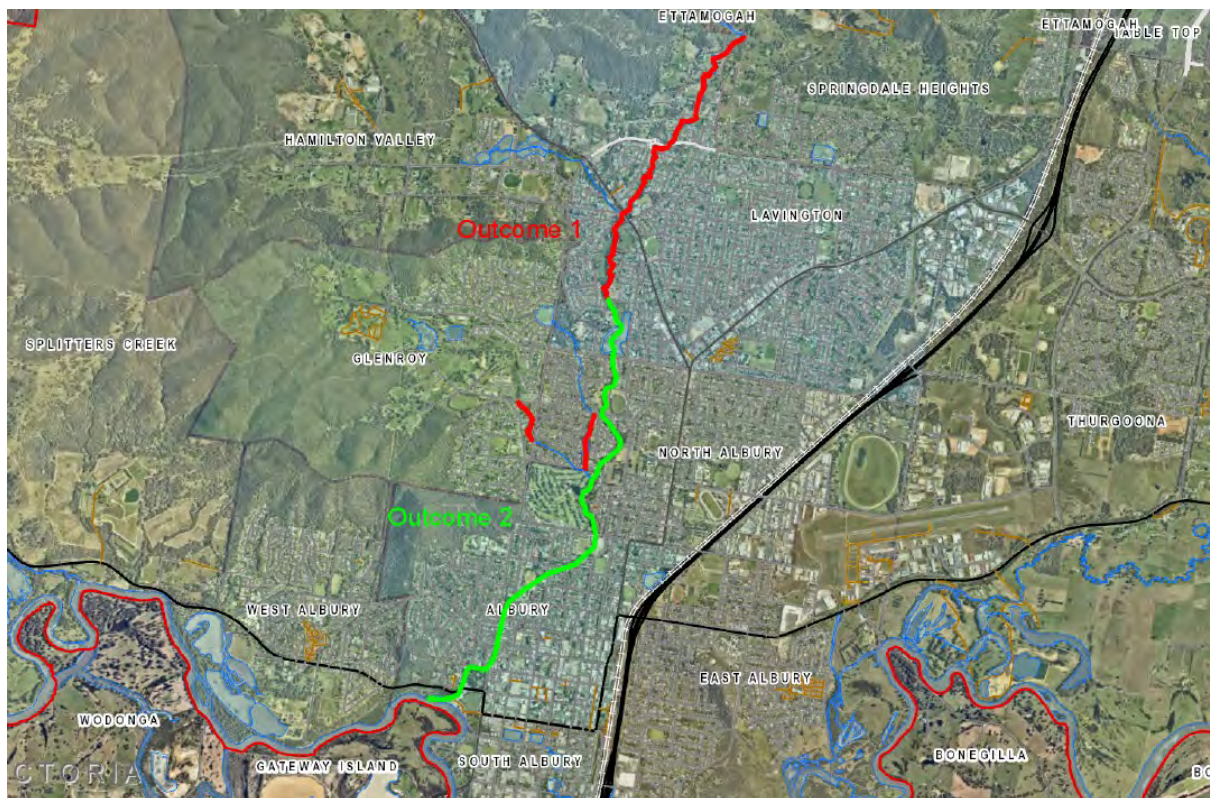 ETTAMOGAH
ETTAMOGAH
TABLE TOP
SPRINGDALE HEIGHTS
HAMILTON VALLEY
LAVINGTON
Outcome 1
SPLITTERS CREEK
GLENROY
THURGOONA
NORTH ALBURY
Outcome 2
WEST ALBURY
ALBURY
EAST ALBURY
WODONGA
BONEGILLA
GATEWAY ISLAND
SOUTH ALBURY
CTORIA
BO